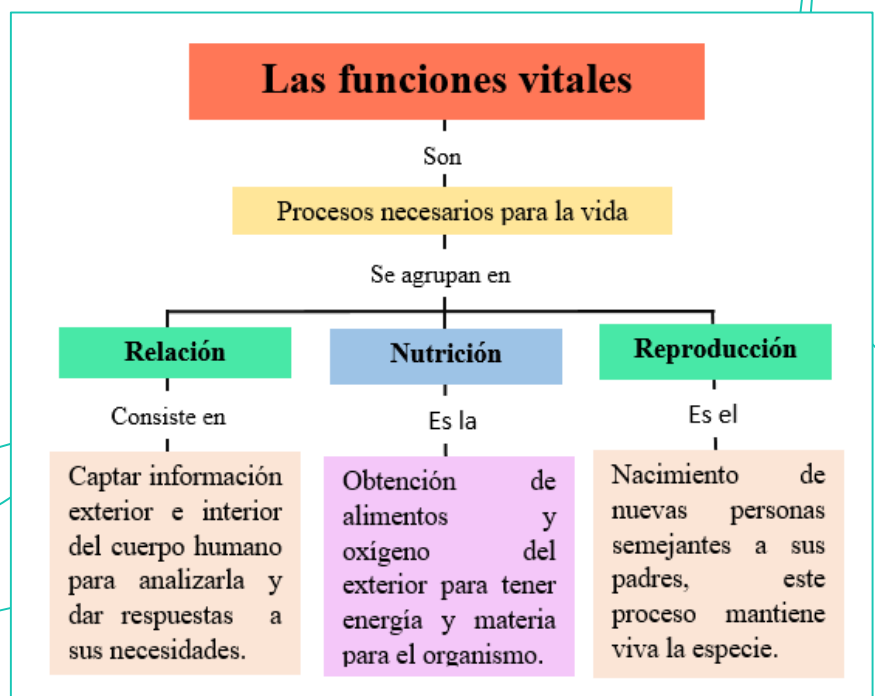 Las funciones vitales
Son
Procesos necesarios para la vida
Se agrupan en
Relación
Consiste en
Captar información
exterior e interior
del cuerpo humano
para analizarla y
dar respuestas a
sus necesidades.
Nutrición
Es la
Obtención de
alimentos y
oxígeno del
exterior para tener
energía y materia
para el organismo.
Reproducción
Es el
Nacimiento de
nuevas personas
semejantes a sus
padres, este
proceso mantiene
viva la especie.